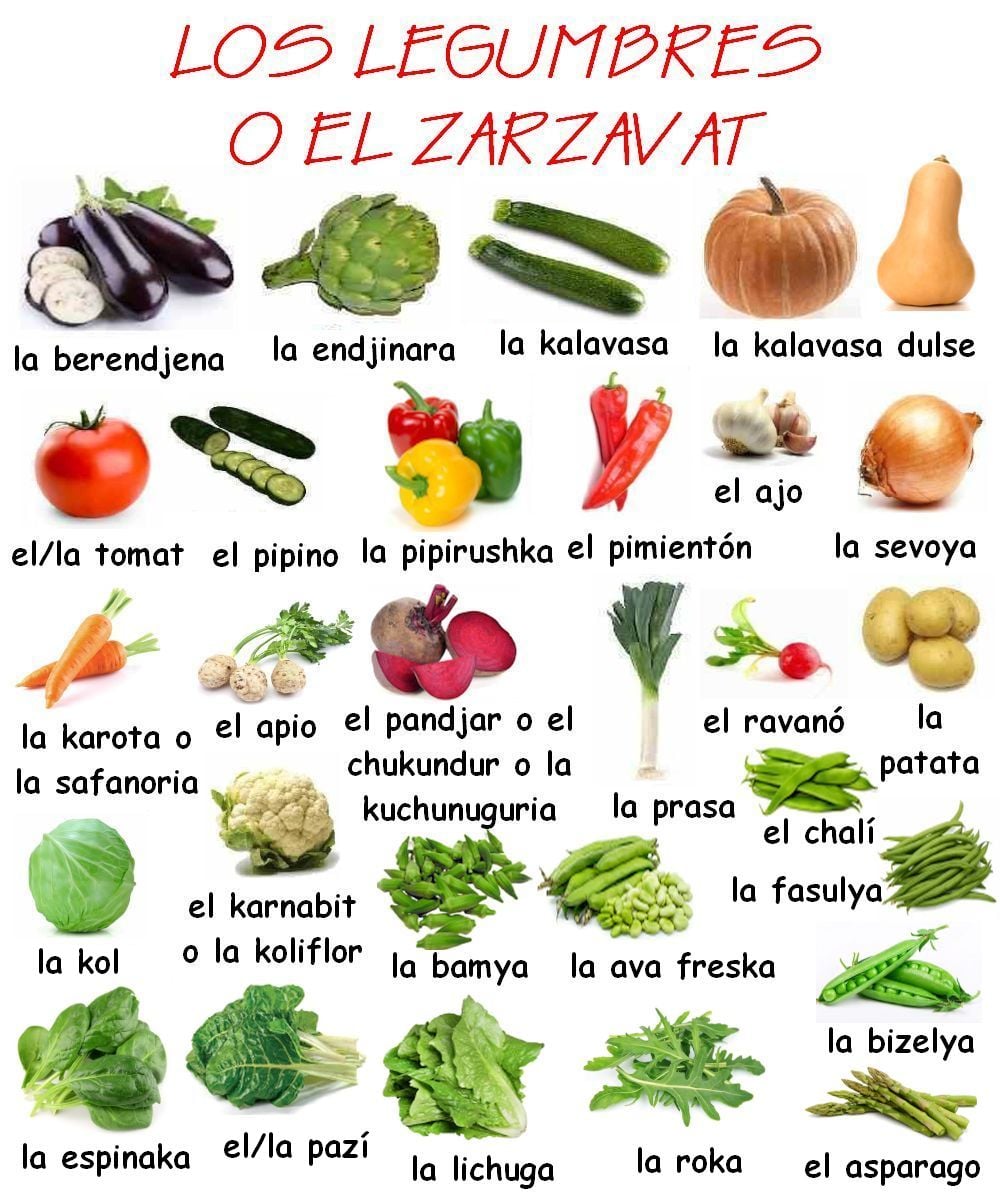 LOS LEGUMBRES
O EL ZARZAVAT
la berendjena
la endjinara
la kalavasa
la kalavasa dulse
el/la tomat
el pipino
la pipirushka
el pimientón
el ajo
la sevoya
la karota o
la safanoria
el apio
el pandjar o el
chukundur o la
kuchunuguria
la prasa
el ravanó
la
patata
el chalí
la fasulya
la kol
el karnabit
o la koliflor
la bamya
la ava freska
la bizelya
la espinaka
el/la pazí
la lichuga
la roka
el asparago